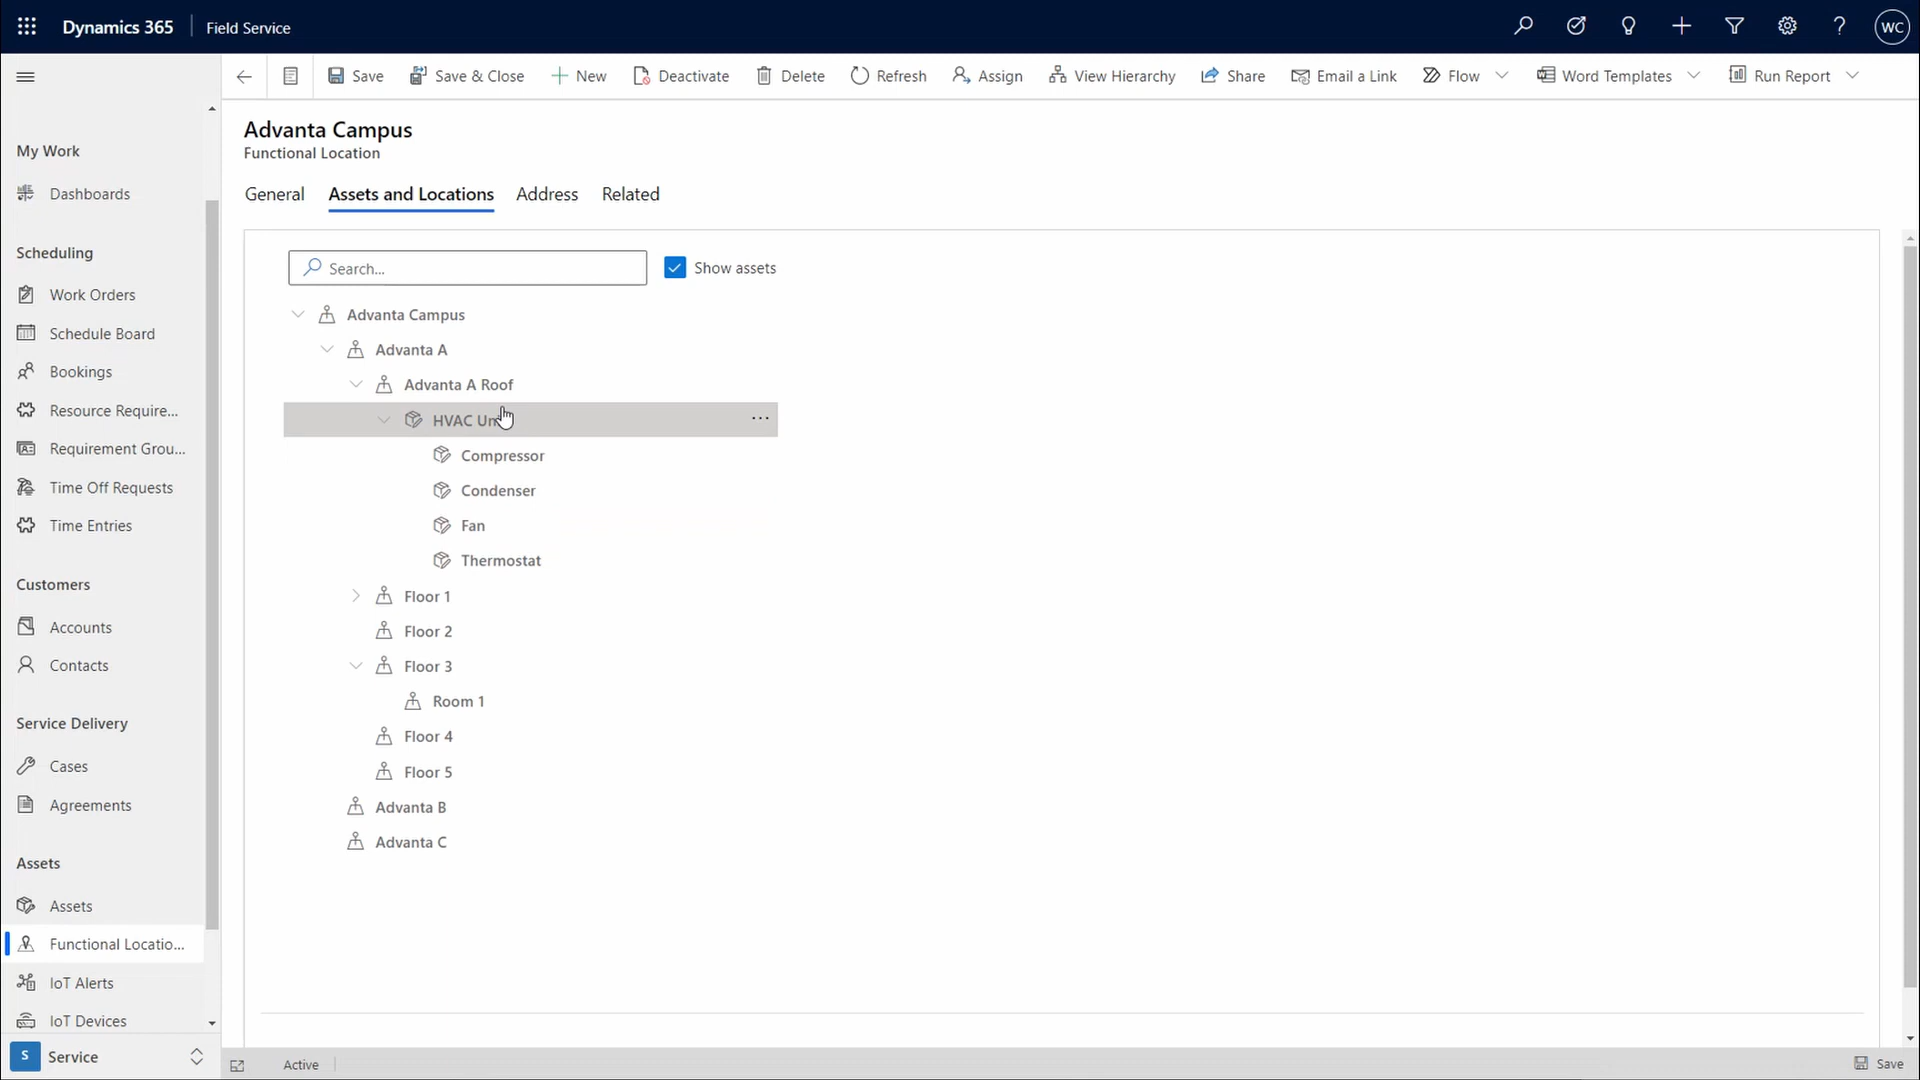 Dynamics 365
Field Service
WC
Save
Save & Close
New
Deactivate
Delete
Refresh
Assign
View Hierarchy
Share
Email a Link
Flow
Word Templates
Run Report
Advanta Campus
Functional Location
General
Assets and Locations
Address
Related
My Work
Dashboards
Scheduling
Work Orders
Schedule Board
Bookings
Resource Require...
Requirement Grou...
Time Off Requests
Time Entries
Customers
Accounts
Contacts
Service Delivery
Cases
Agreements
Assets
Assets
Functional Locatio...
IoT Alerts
IoT Devices
S
Service
Search...
Show assets
Advanta Campus
Advanta A
Advanta A Roof
HVAC
Compressor
Condenser
Fan
Thermostat
Floor 1
Floor 2
Floor 3
Room 1
Floor 4
Floor 5
Advanta B
Advanta C
Active
Save